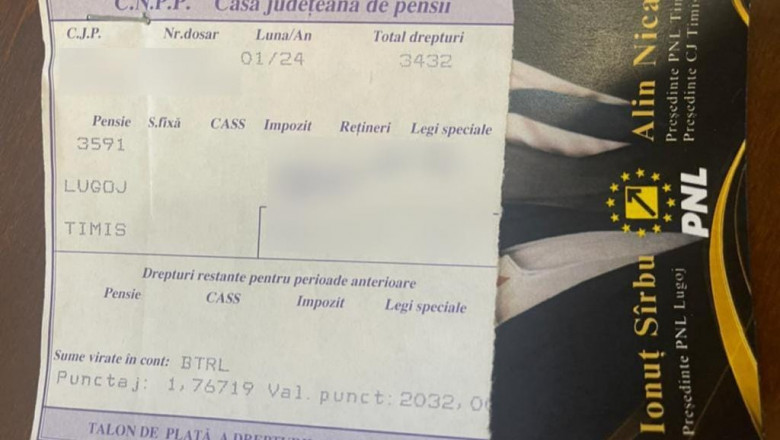 C.N.P.P. Casa Județeană de pensii
C.J.P. Nr.dosar Luna/An Total drepturi
01/24 3432
Pensie S.fixă CASS Impozit Rețineri Legi speciale
3591
LUGOJ
TIMIS
Drepturi restante pentru perioade anterioare
Pensie CASS Impozit Legi speciale
Sume virate în cont: BTRL
Punctaj: 1,76719 Val. punct: 2032,0
TALON DE PLATĂ A
Alin Nica
Președinte PNL Tim
Președinte CJ Timi
PNL
Ionuț Sîrbu
Președinte PNL Lugoj